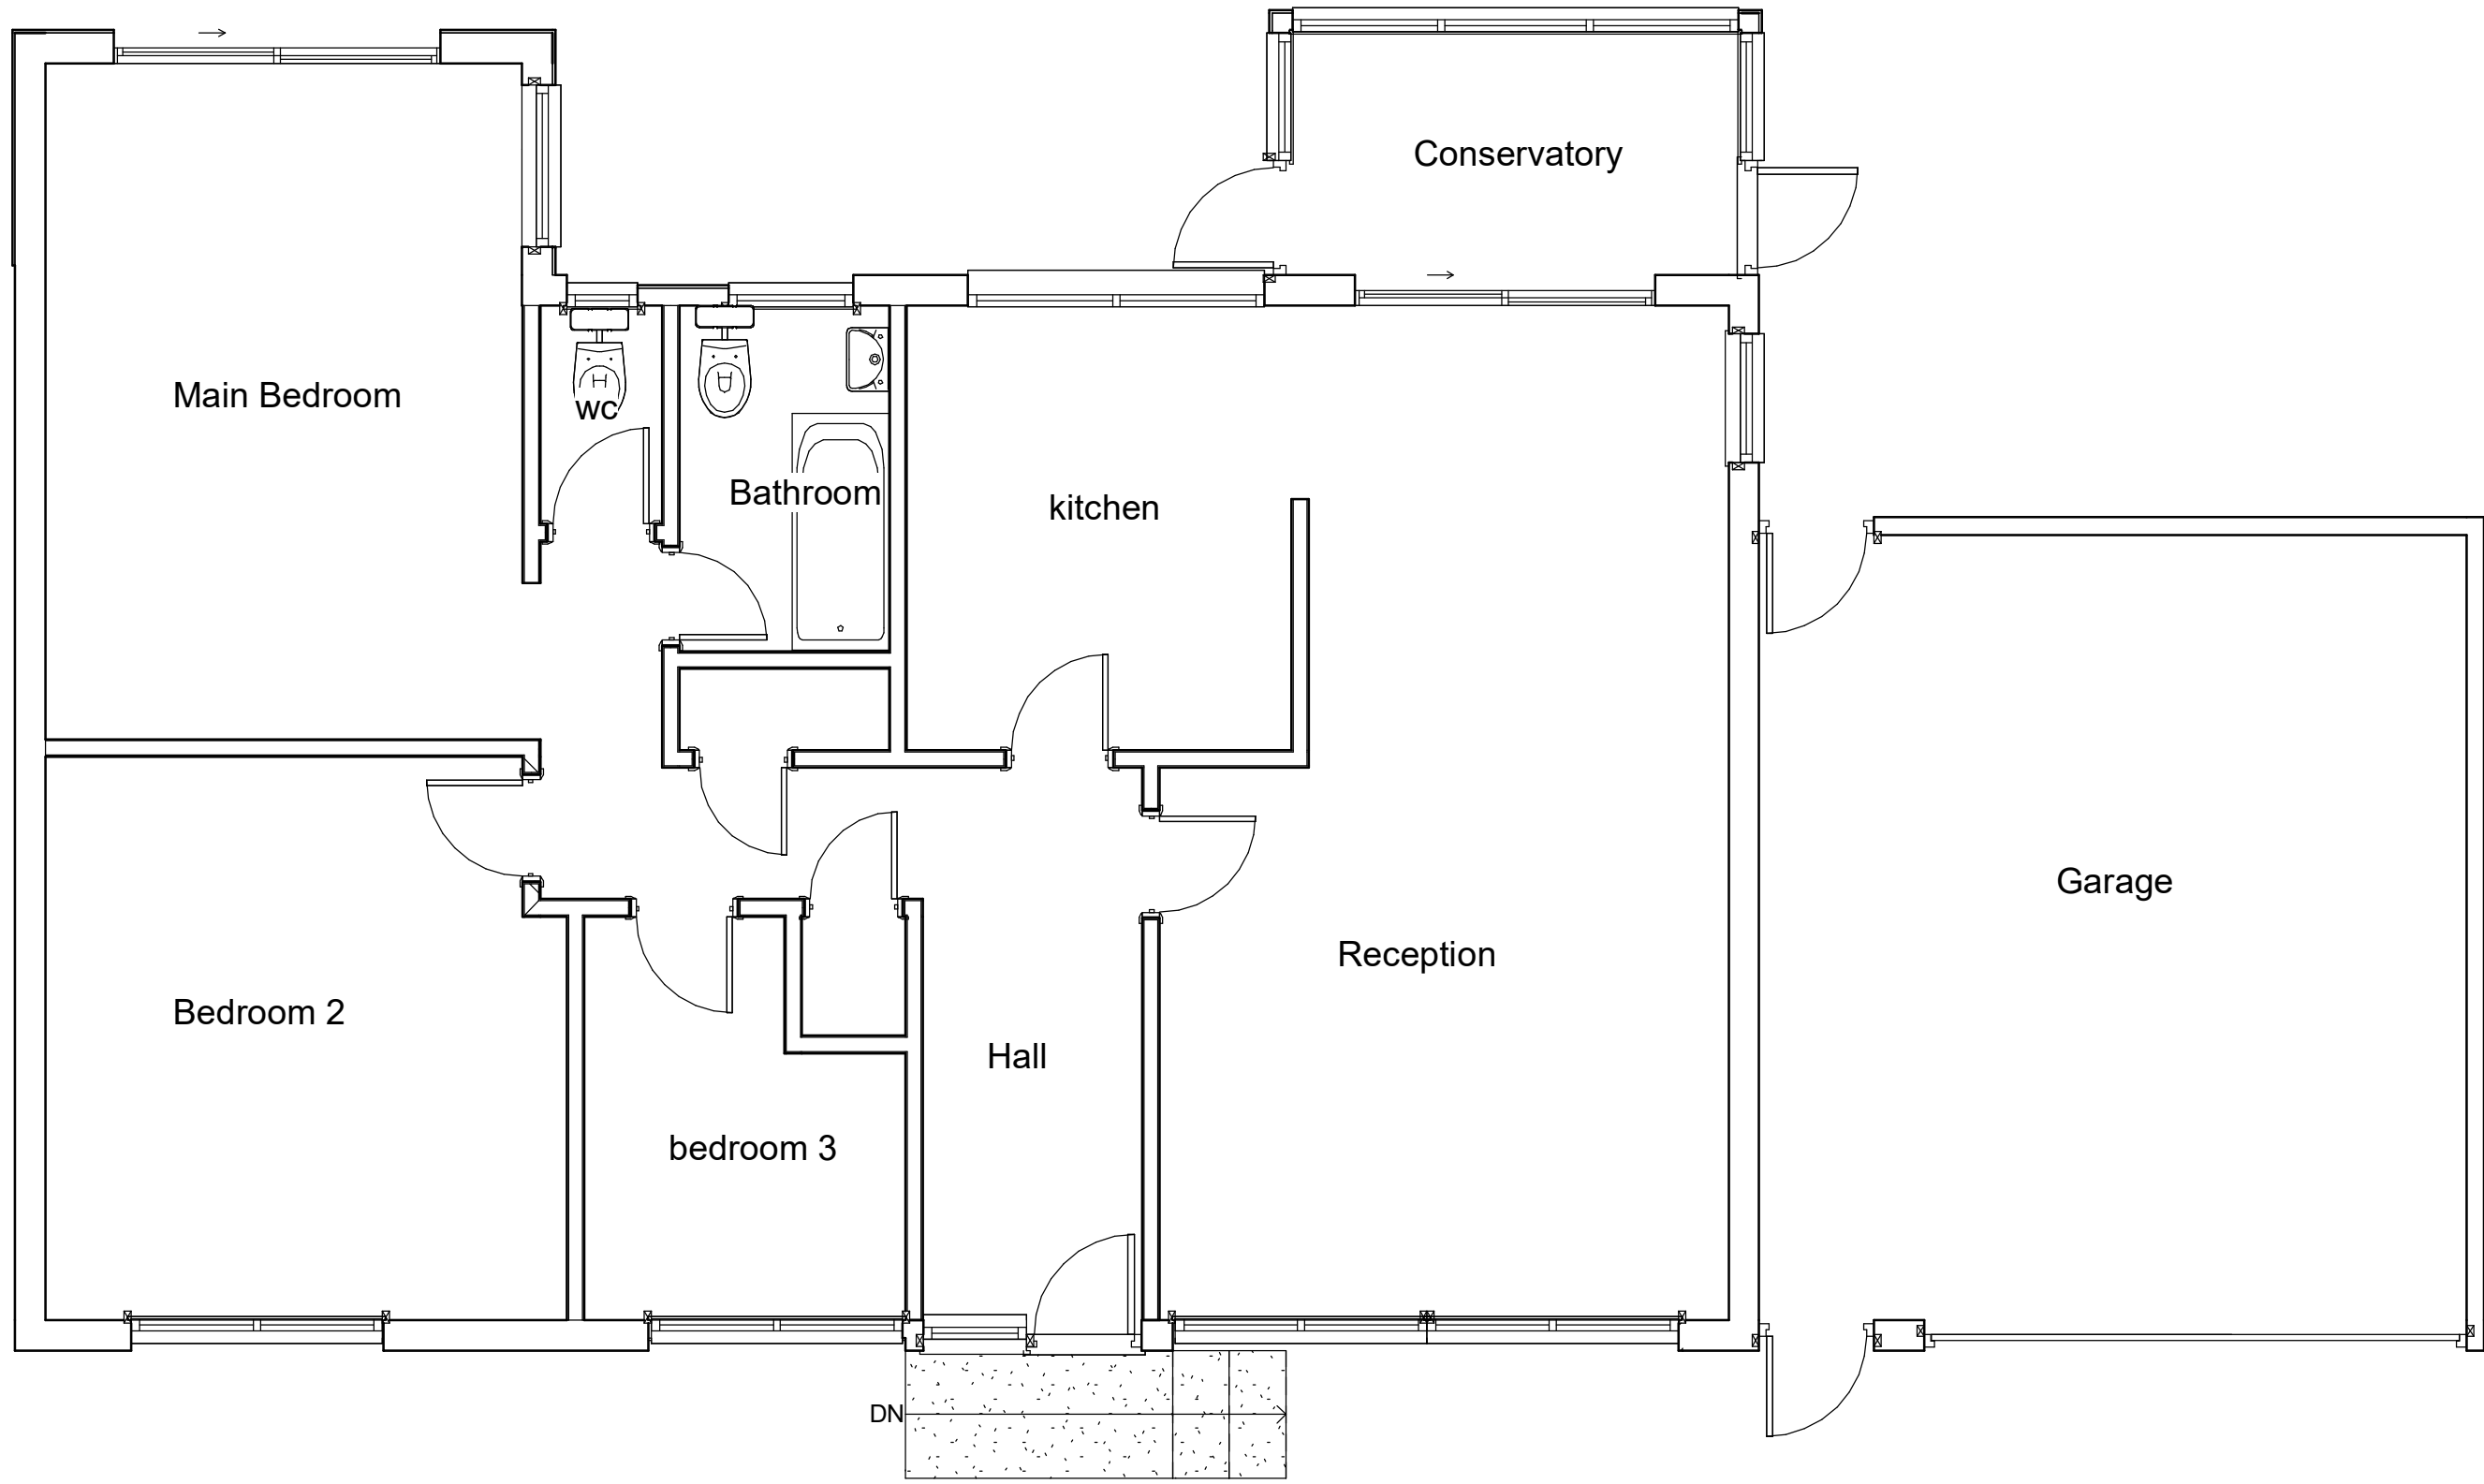 Conservatory
Main Bedroom
wc
Bathroom
kitchen
Garage
Reception
Bedroom 2
Hall
bedroom 3
DN